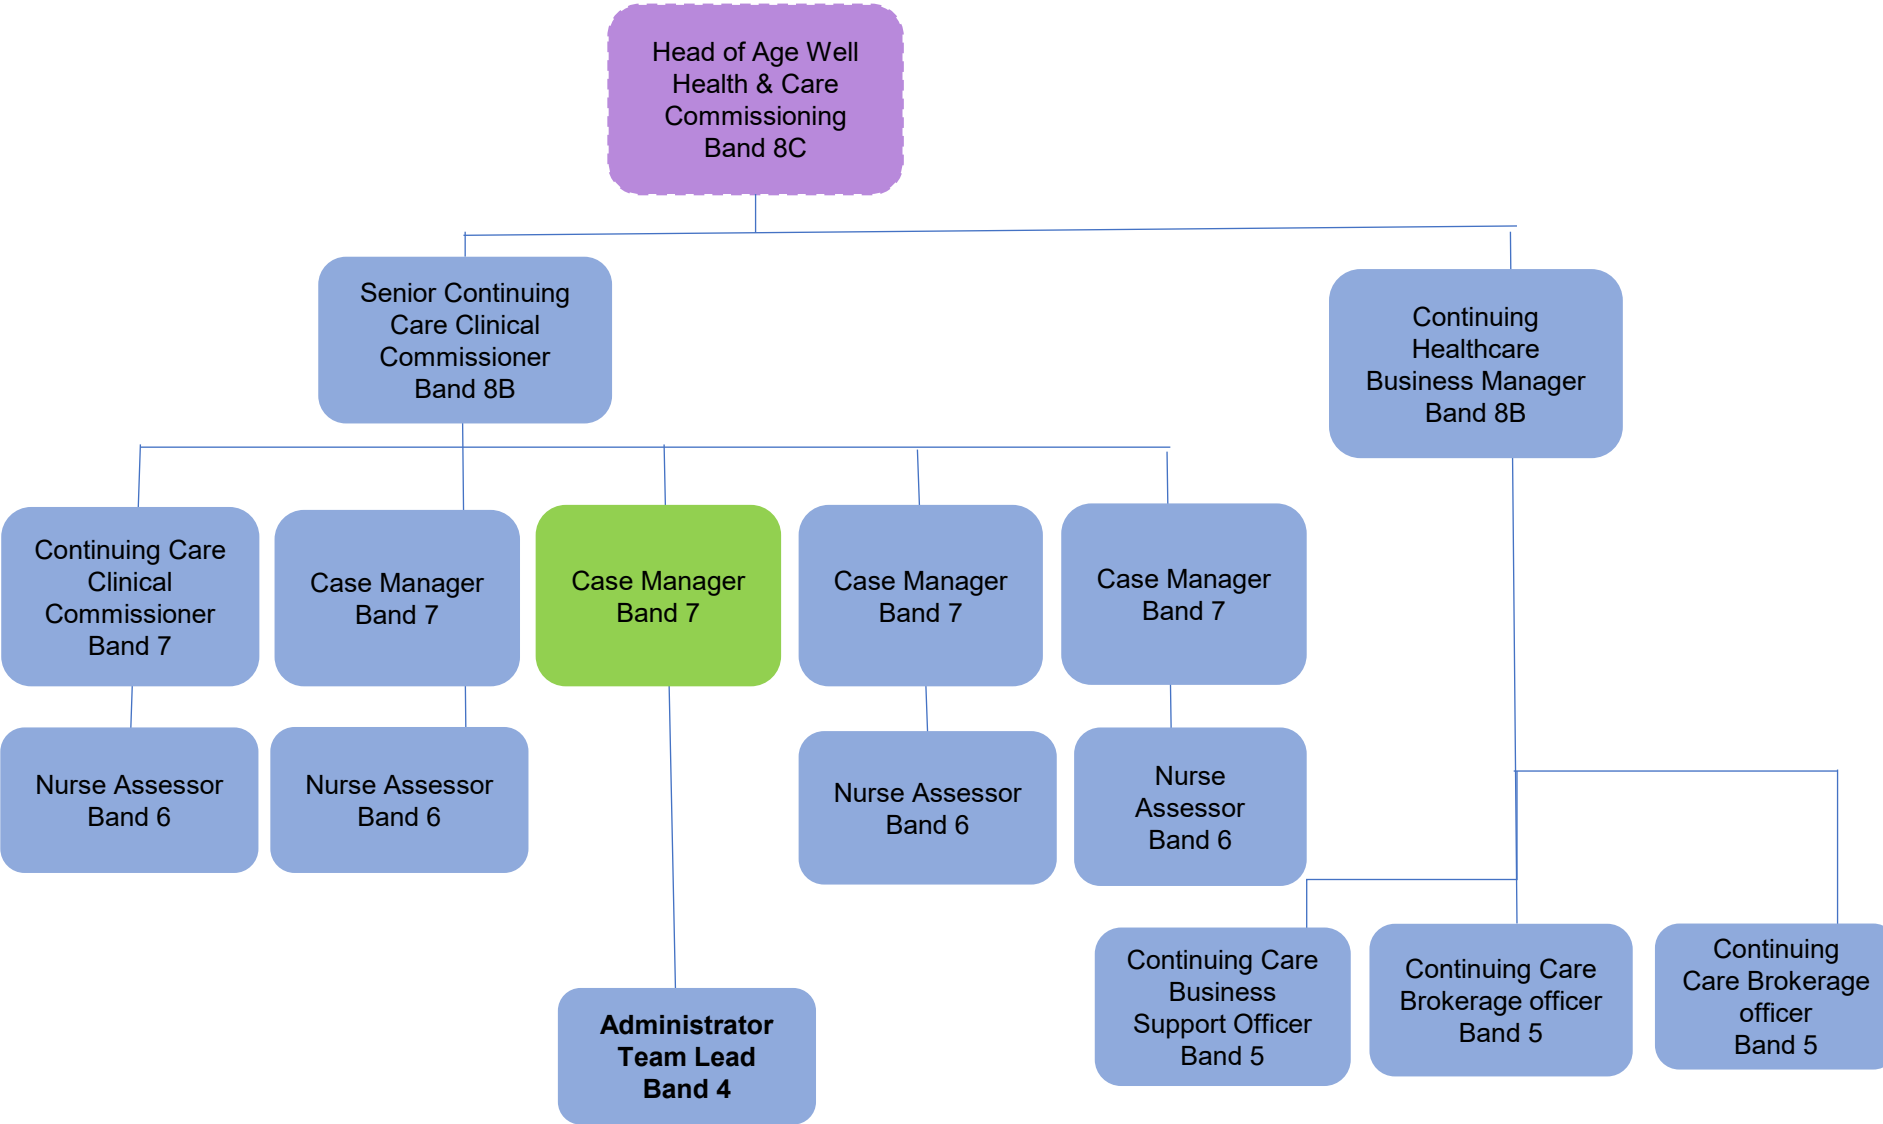 Head of Age Well
Health & Care
Commissioning
Band 8C
Senior Continuing
Care Clinical
Commissioner
Band 8B
Continuing
Healthcare
Business Manager
Band 8B
Continuing Care
Clinical
Commissioner
Band 7
Case Manager
Band 7
Case Manager
Band 7
Case Manager
Band 7
Case Manager
Band 7
Nurse Assessor
Band 6
Nurse Assessor
Band 6
Nurse Assessor
Band 6
Nurse
Assessor
Band 6
Administrator
Team Lead
Band 4
Continuing Care
Business
Support Officer
Band 5
Continuing Care
Brokerage officer
Band 5
Continuing
Care Brokerage
officer
Band 5